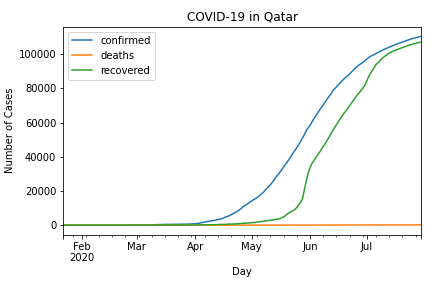 COVID-19 in Qatar
confirmed
deaths
recovered
Number of Cases
100000
80000
60000
40000
20000
0
Feb Mar Apr May Jun Jul
2020
Day